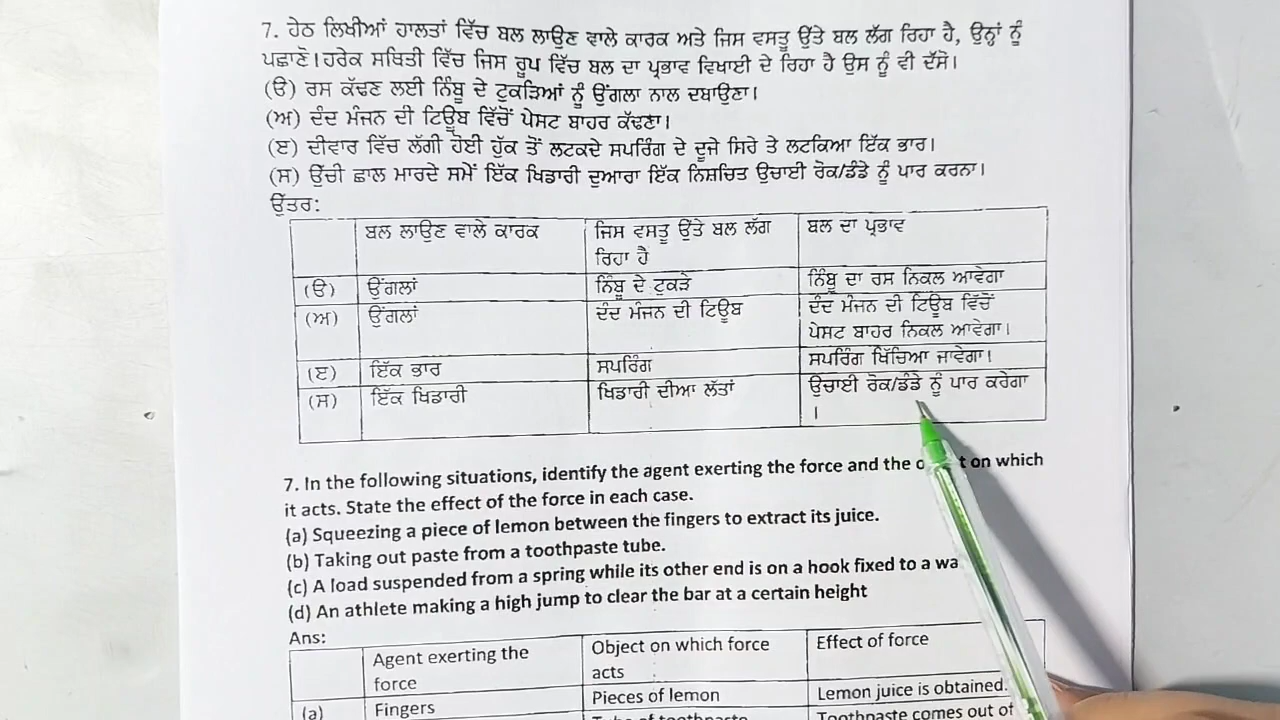 7. ਹੇਠ ਲਿਖੀਆਂ ਹਾਲਤਾਂ ਵਿੱਚ ਬਲ ਲਾਉਣ ਵਾਲੇ ਕਾਰਕ ਅਤੇ ਜਿਸ ਵਸਤੂ ਉੱਤੇ ਬਲ ਲੱਗ ਰਿਹਾ ਹੈ, ਉਨ੍ਹਾਂ ਨੂੰ
ਪਛਾਣੋ।ਹਰੇਕ ਸਥਿਤੀ ਵਿੱਚ ਜਿਸ ਰੂਪ ਵਿੱਚ ਬਲ ਦਾ ਪ੍ਰਭਾਵ ਵਿਖਾਈ ਦੇ ਰਿਹਾ ਹੈ ਉਸ ਨੂੰ ਵੀ ਦੱਸੋ।
(ੳ) ਰਸ ਕੱਢਣ ਲਈ ਨਿੰਬੂ ਦੇ ਟੁਕੜਿਆਂ ਨੂੰ ਉਂਗਲਾ ਨਾਲ ਦਬਾਉਣਾ।
(ਅ) ਦੰਦ ਮੰਜਨ ਦੀ ਟਿਊਬ ਵਿੱਚੋਂ ਪੇਸਟ ਬਾਹਰ ਕੱਢਣਾ।
(ੲ) ਦੀਵਾਰ ਵਿੱਚ ਲੱਗੀ ਹੋਈ ਹੁੱਕ ਤੋਂ ਲਟਕਦੇ ਸਪਰਿੰਗ ਦੇ ਦੂਜੇ ਸਿਰੇ ਤੇ ਲਟਕਿਆ ਇੱਕ ਭਾਰ।
(ਸ) ਉੱਚੀ ਛਾਲ ਮਾਰਦੇ ਸਮੇਂ ਇੱਕ ਖਿਡਾਰੀ ਦੁਆਰਾ ਇੱਕ ਨਿਸ਼ਚਿਤ ਉਚਾਈ ਰੋਕ/ਡੰਡੇ ਨੂੰ ਪਾਰ ਕਰਨਾ।
ਉੱਤਰ:
ਬਲ ਲਾਉਣ ਵਾਲੇ ਕਾਰਕ ਜਿਸ ਵਸਤੂ ਉੱਤੇ ਬਲ ਲੱਗ ਬਲ ਦਾ ਪ੍ਰਭਾਵ
ਰਿਹਾ ਹੈ
(ੳ) ਉਂਗਲਾਂ ਨਿੰਬੂ ਦੇ ਟੁਕੜੇ ਨਿੰਬੂ ਦਾ ਰਸ ਨਿਕਲ ਆਵੇਗਾ
(ਅ) ਉਂਗਲਾਂ ਦੰਦ ਮੰਜਨ ਦੀ ਟਿਊਬ ਦੰਦ ਮੰਜਨ ਦੀ ਟਿਊਬ ਵਿੱਚੋਂ
ਪੇਸਟ ਬਾਹਰ ਨਿਕਲ ਆਵੇਗਾ।
(ੲ) ਇੱਕ ਭਾਰ ਸਪਰਿੰਗ ਸਪਰਿੰਗ ਖਿੱਚਿਆ ਜਾਵੇਗਾ।
(ਸ) ਇੱਕ ਖਿਡਾਰੀ ਖਿਡਾਰੀ ਦੀਆ ਲੱਤਾਂ ਉਚਾਈ ਰੋਕ/ਡੰਡੇ ਨੂੰ ਪਾਰ ਕਰੇਗਾ
।
7. In the following situations, identify the agent exerting the force and the on which
it acts. State the effect of the force in each case.
(a) Squeezing a piece of lemon between the fingers to extract its juice.
(b) Taking out paste from a toothpaste tube.
(c) A load suspended from a spring while its other end is on a hook fixed to a
(d) An athlete making a high jump to clear the bar at a certain height
Ans:
Agent exerting the Object on which force Effect of force
force acts
(a) Fingers Pieces of lemon Lemon juice is obtained.
Toothpaste comes out of